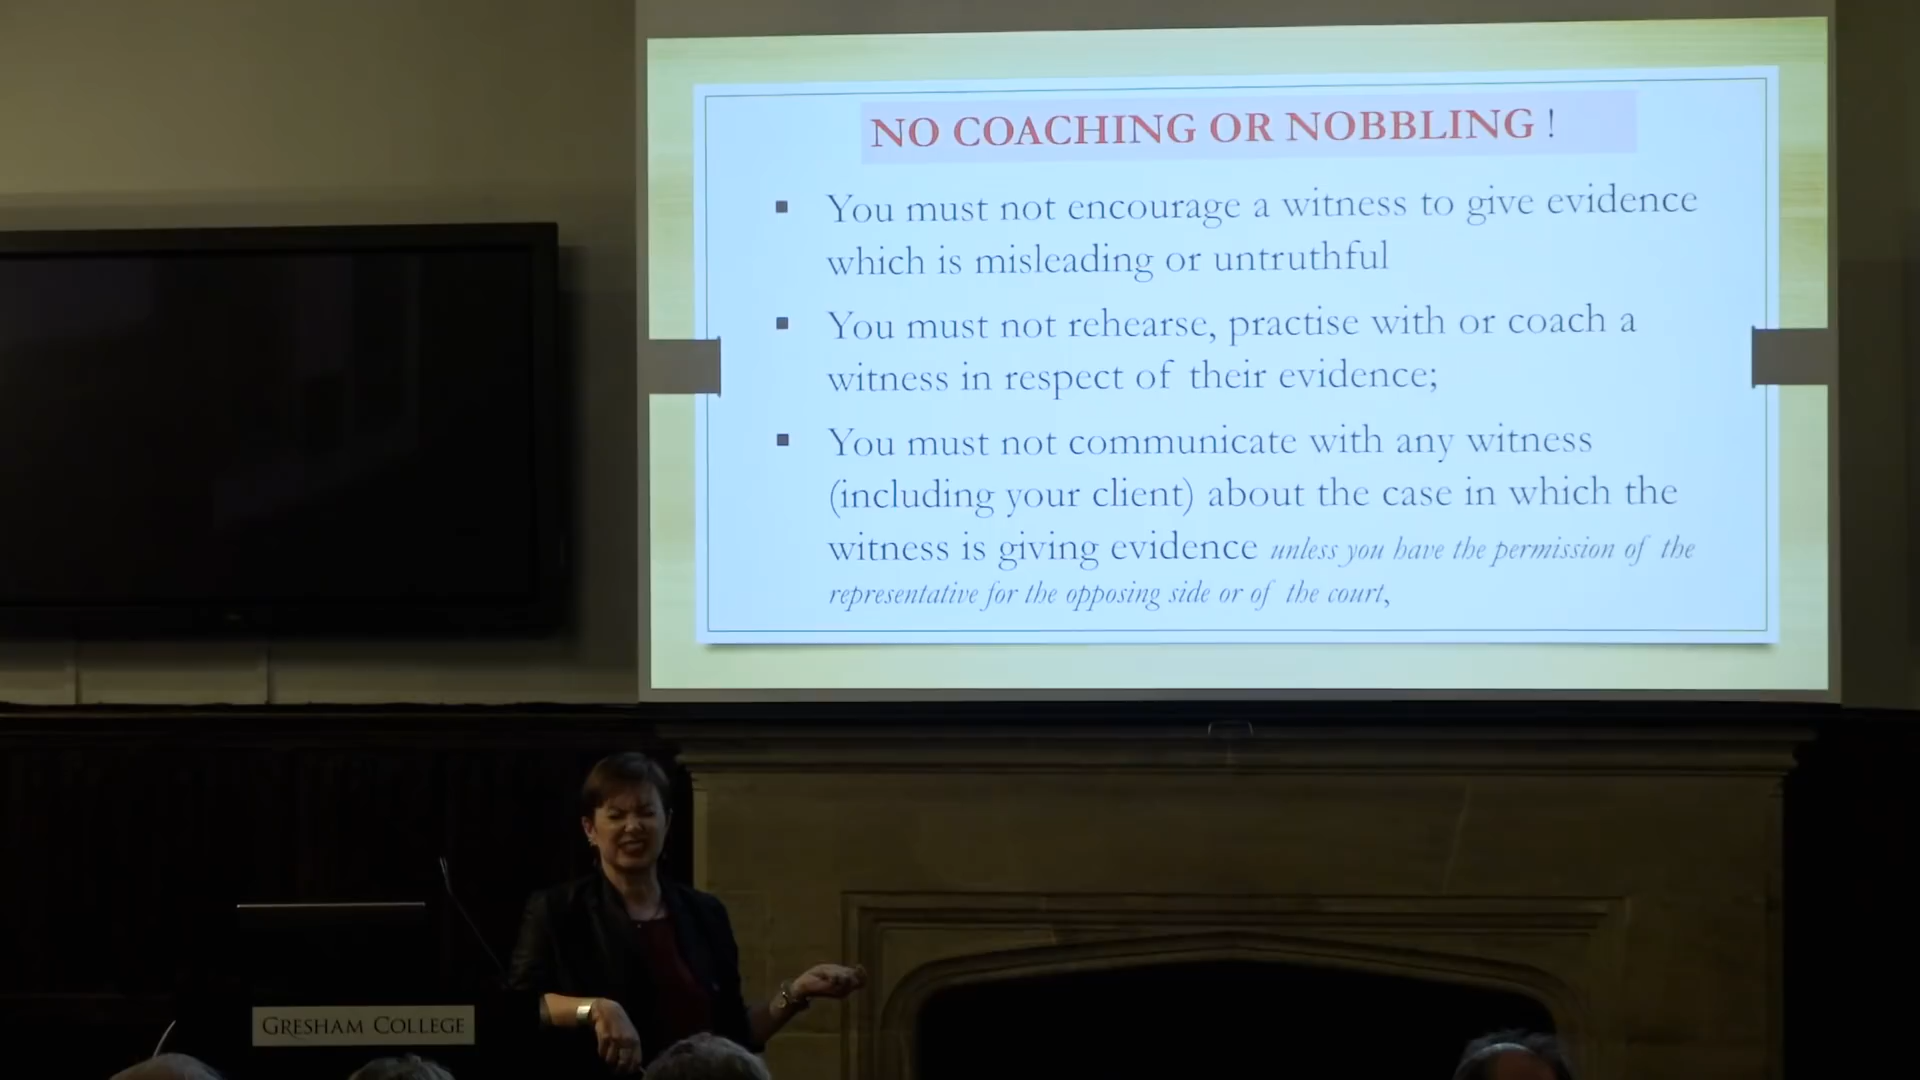 NO COACHING OR NOBBLING !
▪ You must not encourage a witness to give evidence
which is misleading or untruthful
▪ You must not rehearse, practise with or coach a
witness in respect of their evidence;
▪ You must not communicate with any witness
(including your client) about the case in which the
witness is giving evidence unless you have the permission of the
representative for the opposing side or of the court,
GRESHAM COLLEGE